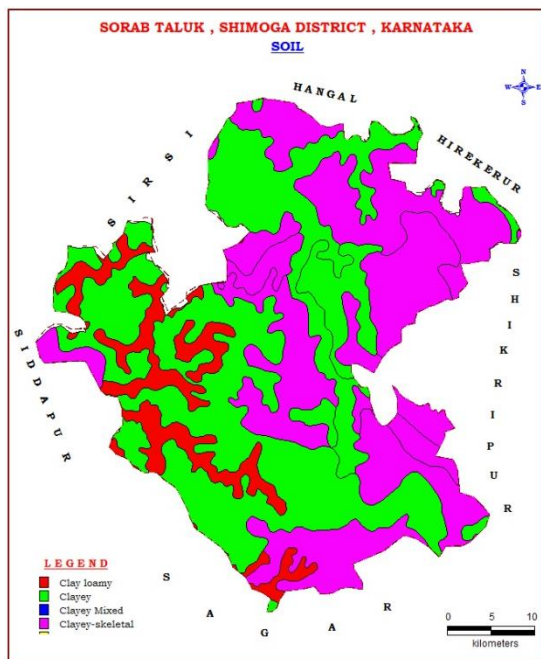 SORAB TALUK , SHIMOGA DISTRICT , KARNATAKA
SOIL
N
W E
S
HANGAL
HIREKERUR
SIRSI
SHIKRIPUR
SIDDAPUR
SAGAR
LEGEND
Clay loamy
Clayey
Clayey Mixed
Clayey-skeletal
0 5 10
kilometers